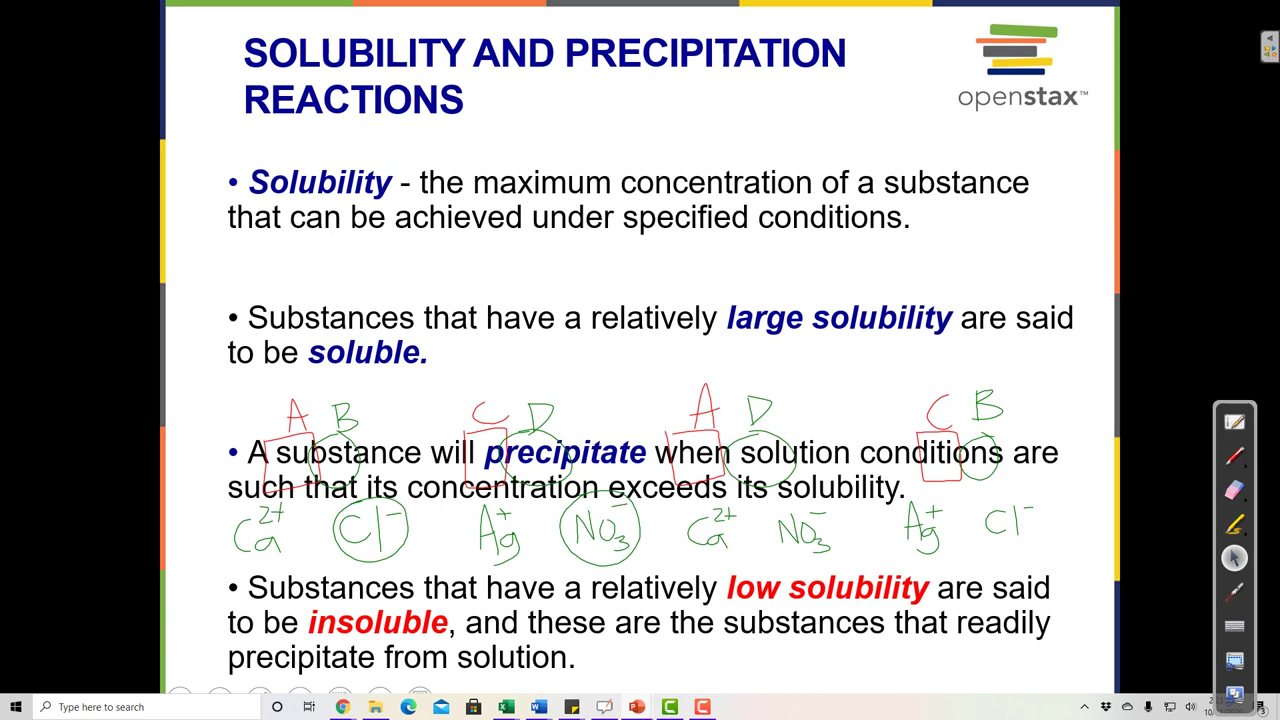 SOLUBILITY AND PRECIPITATION
REACTIONS
openstax™
• Solubility - the maximum concentration of a substance
that can be achieved under specified conditions.
• Substances that have a relatively large solubility are said
to be soluble.
A B C D A D C B
• A substance will precipitate when solution conditions are
such that its concentration exceeds its solubility.
Ca²⁺ Cl⁻ Ag⁺ NO₃⁻ Ca²⁺ NO₃⁻ Ag⁺ Cl⁻
• Substances that have a relatively low solubility are said
to be insoluble, and these are the substances that readily
precipitate from solution.
Type here to search